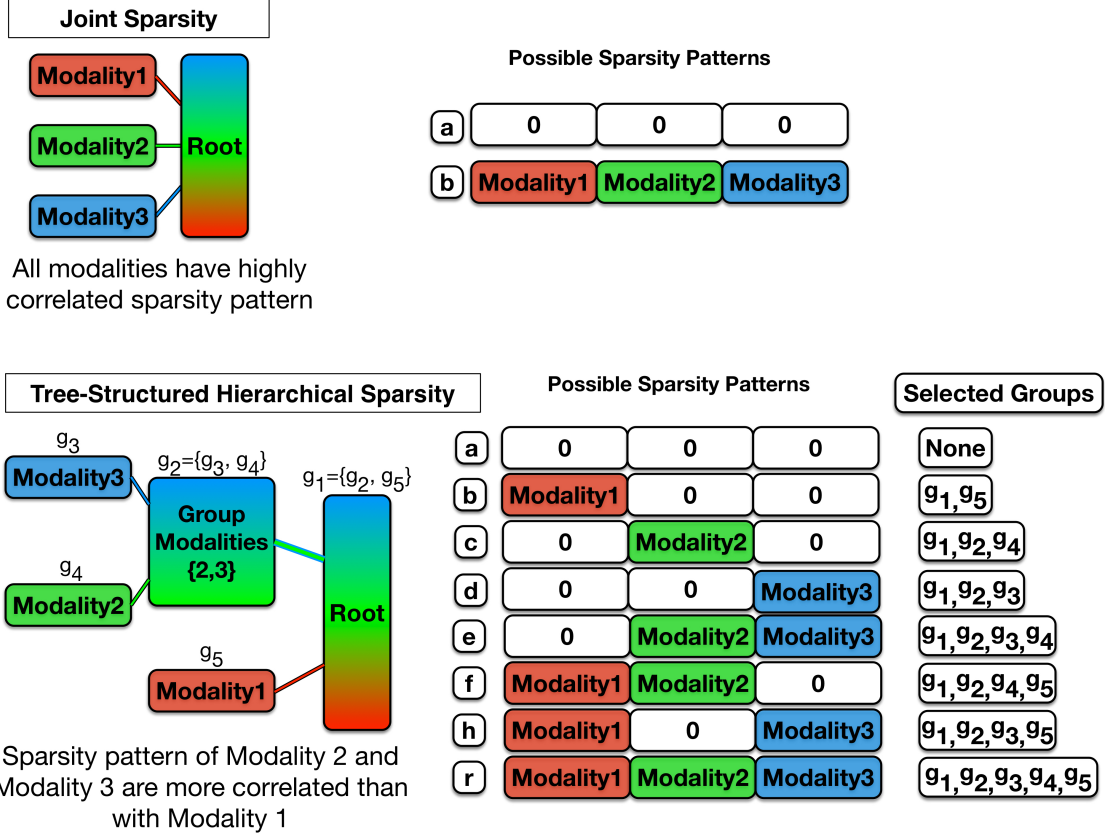 Joint Sparsity
Modality1
Modality2
Modality3
Root
All modalities have highly
correlated sparsity pattern
Possible Sparsity Patterns
a 0 0 0
b Modality1 Modality2 Modality3
Tree-Structured Hierarchical Sparsity
g3
Modality3
g2={g3, g4}
Group
Modalities
{2,3}
g1={g2, g5}
Root
g4
Modality2
g5
Modality1
Sparsity pattern of Modality 2 and
Modality 3 are more correlated than
with Modality 1
Possible Sparsity Patterns
Selected Groups
a 0 0 0 None
b Modality1 0 0 g1,g5
c 0 Modality2 0 g1,g2,g4
d 0 0 Modality3 g1,g2,g3
e 0 Modality2 Modality3 g1,g2,g3,g4
f Modality1 Modality2 0 g1,g2,g4,g5
h Modality1 0 Modality3 g1,g2,g3,g5
r Modality1 Modality2 Modality3 g1,g2,g3,g4,g5